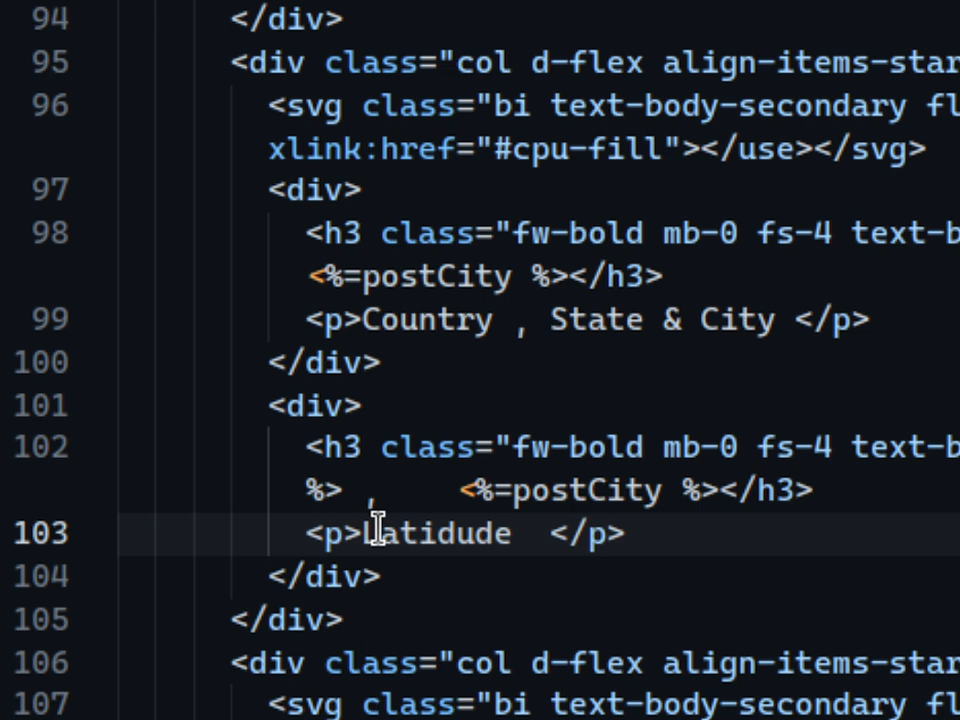 94 </div>
95 <div class="col d-flex align-items-star
96 <svg class="bi text-body-secondary fl
xlink:href="#cpu-fill"></use></svg>
97 <div>
98 <h3 class="fw-bold mb-0 fs-4 text-b
<%=postCity %></h3>
99 <p>Country , State & City </p>
100 </div>
101 <div>
102 <h3 class="fw-bold mb-0 fs-4 text-b
%> , <%=postCity %></h3>
103 <p>Latidude </p>
104 </div>
105 </div>
106 <div class="col d-flex align-items-star
107 <svg class="bi text-body-secondary fl